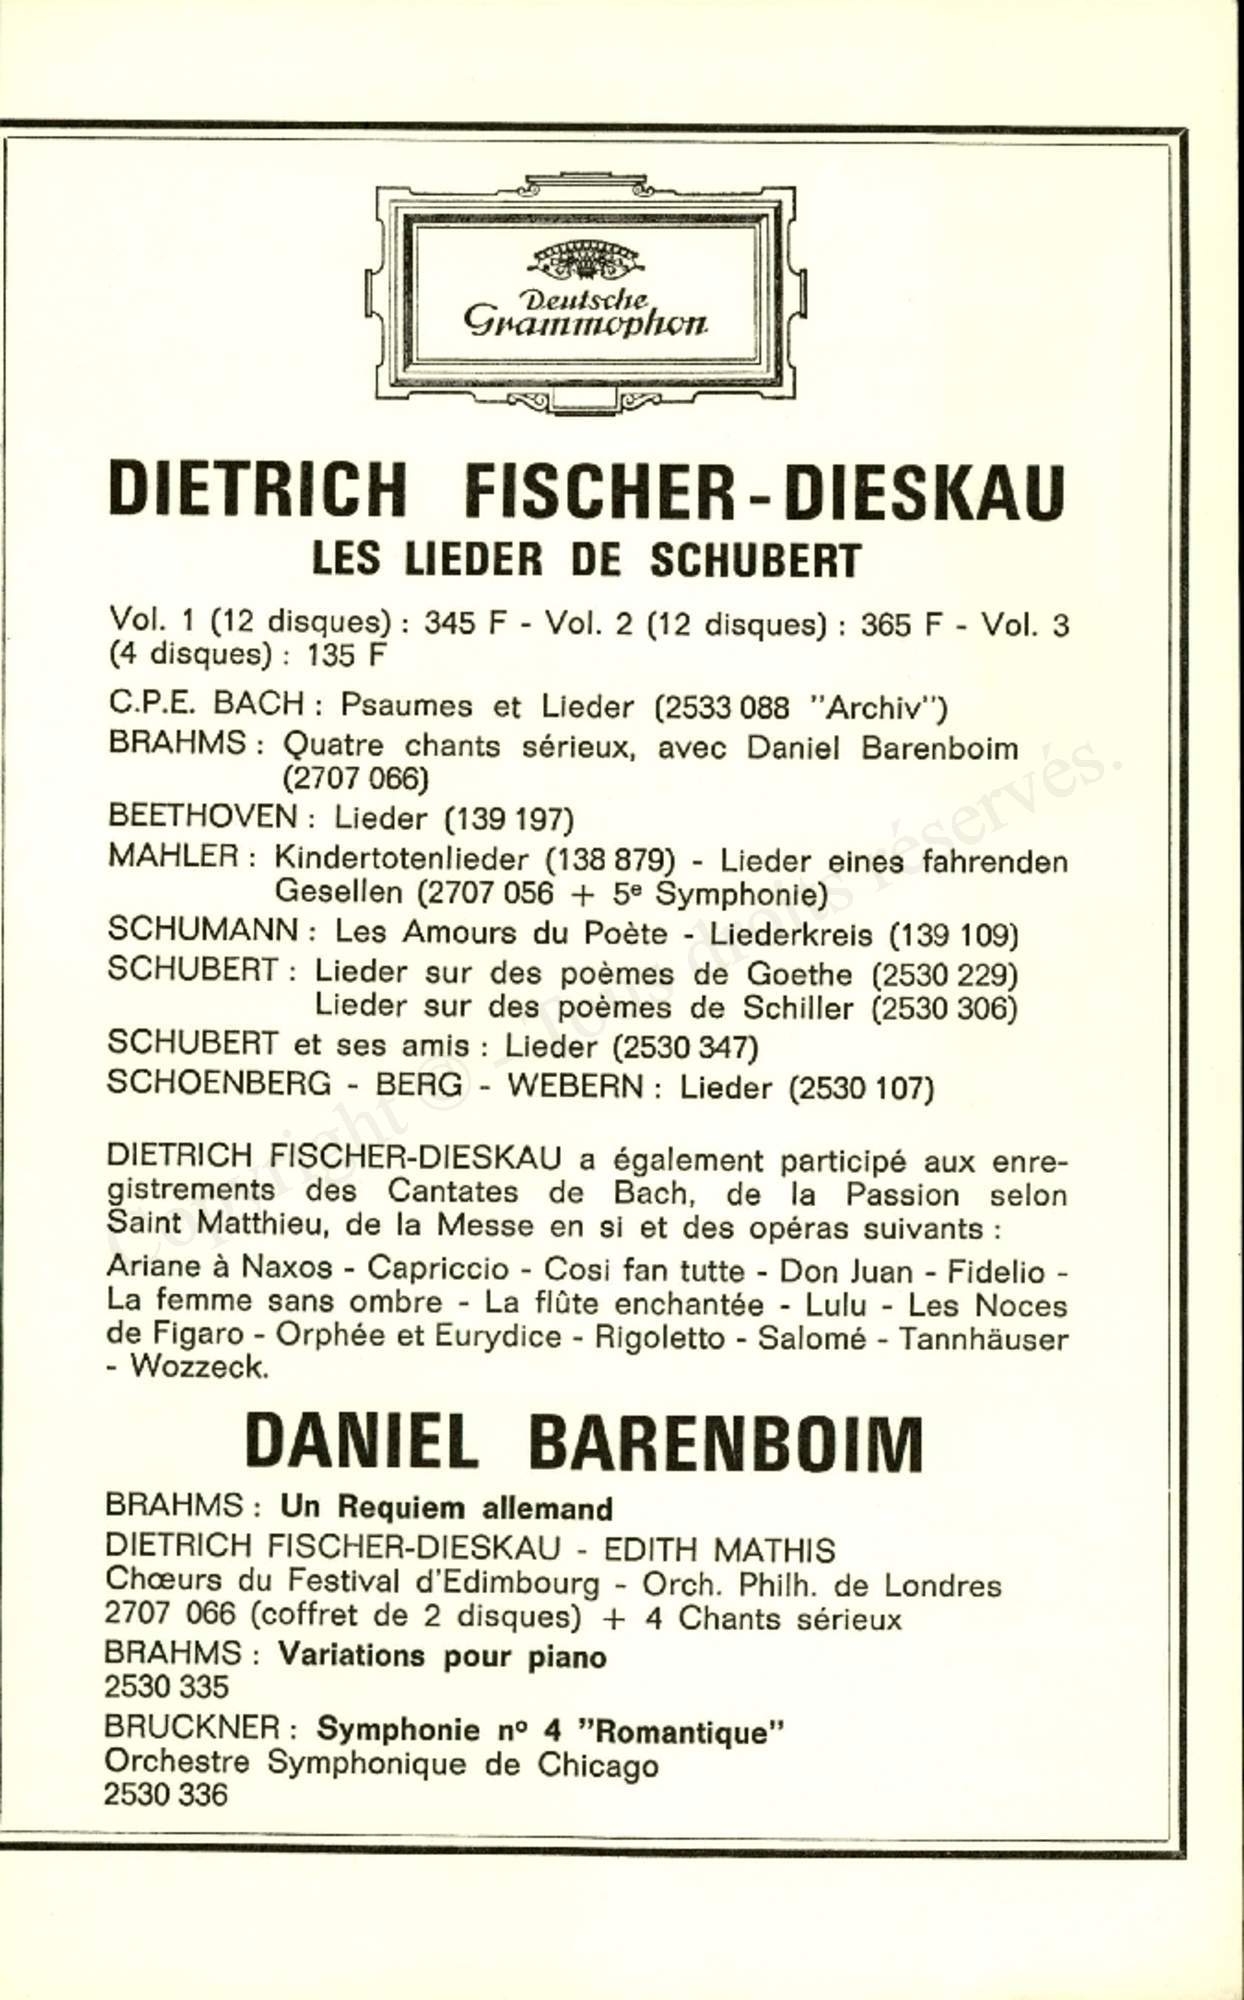 Deutsche
Grammophon
DIETRICH FISCHER-DIESKAU
LES LIEDER DE SCHUBERT
Vol. 1 (12 disques) : 345 F - Vol. 2 (12 disques) : 365 F - Vol. 3
(4 disques) : 135 F
C.P.E. BACH : Psaumes et Lieder (2533 088 "Archiv")
BRAHMS : Quatre chants sérieux, avec Daniel Barenboim
(2707 066)
BEETHOVEN : Lieder (139 197)
MAHLER : Kindertotenlieder (138 879) - Lieder eines fahrenden
Gesellen (2707 056 + 5e Symphonie)
SCHUMANN : Les Amours du Poète - Liederkreis (139 109)
SCHUBERT : Lieder sur des poèmes de Goethe (2530 229)
Lieder sur des poèmes de Schiller (2530 306)
SCHUBERT et ses amis : Lieder (2530 347)
SCHOENBERG - BERG - WEBERN : Lieder (2530 107)
DIETRICH FISCHER-DIESKAU a également participé aux enre-
gistrements des Cantates de Bach, de la Passion selon
Saint Matthieu, de la Messe en si et des opéras suivants :
Ariane à Naxos - Capriccio - Cosi fan tutte - Don Juan - Fidelio -
La femme sans ombre - La flûte enchantée - Lulu - Les Noces
de Figaro - Orphée et Eurydice - Rigoletto - Salomé - Tannhäuser
- Wozzeck.
DANIEL BARENBOIM
BRAHMS : Un Requiem allemand
DIETRICH FISCHER-DIESKAU - EDITH MATHIS
Chœurs du Festival d'Edimbourg - Orch. Philh. de Londres
2707 066 (coffret de 2 disques) + 4 Chants sérieux
BRAHMS : Variations pour piano
2530 335
BRUCKNER : Symphonie nº 4 "Romantique"
Orchestre Symphonique de Chicago
2530 336
Copyright © - Tous droits réservés.